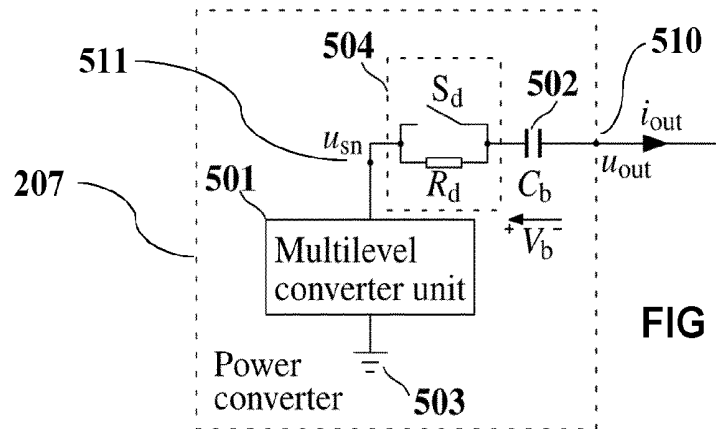 504
502
510
511
S_d
i_out
u_sn
u_out
501
R_d
C_b
207
+ V_b -
Multilevel
converter unit
FIG
Power
converter
503